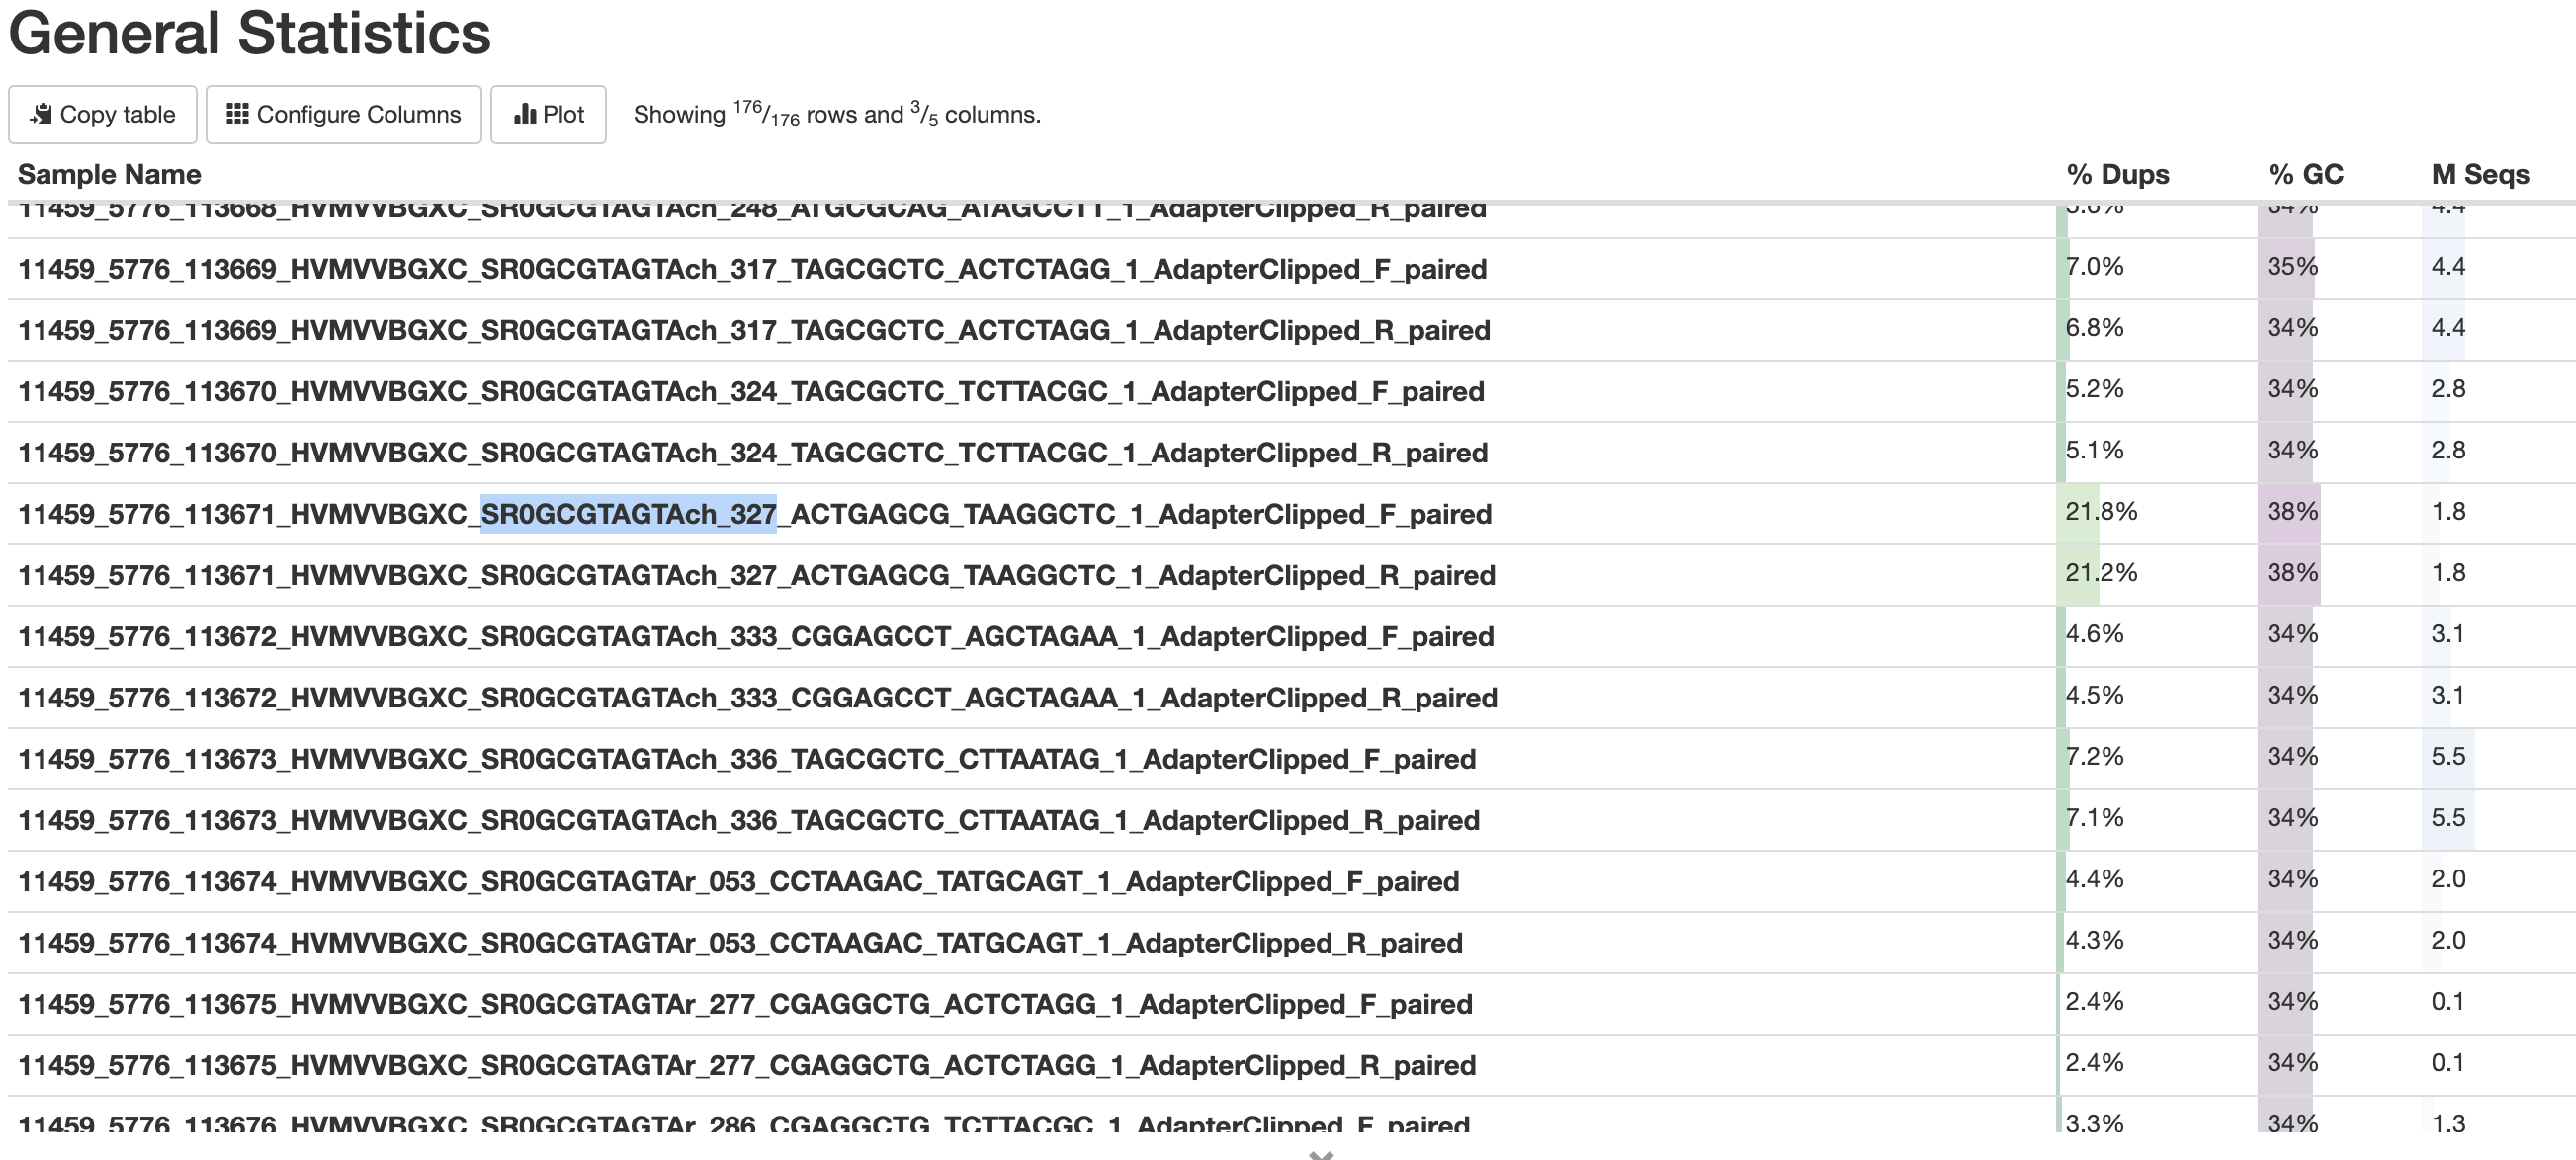 General Statistics
Copy table Configure Columns Plot Showing 176/176 rows and 3/5 columns.
Sample Name % Dups % GC M Seqs
11459_5776_113668_HVMVVBGXC_SR0GCGTAGTAch_248_ATGCGCAG_ATAGCCTT_1_AdapterClipped_R_paired 5.6% 34% 4.4
11459_5776_113669_HVMVVBGXC_SR0GCGTAGTAch_317_TAGCGCTC_ACTCTAGG_1_AdapterClipped_F_paired 7.0% 35% 4.4
11459_5776_113669_HVMVVBGXC_SR0GCGTAGTAch_317_TAGCGCTC_ACTCTAGG_1_AdapterClipped_R_paired 6.8% 34% 4.4
11459_5776_113670_HVMVVBGXC_SR0GCGTAGTAch_324_TAGCGCTC_TCTTACGC_1_AdapterClipped_F_paired 5.2% 34% 2.8
11459_5776_113670_HVMVVBGXC_SR0GCGTAGTAch_324_TAGCGCTC_TCTTACGC_1_AdapterClipped_R_paired 5.1% 34% 2.8
11459_5776_113671_HVMVVBGXC_SR0GCGTAGTAch_327_ACTGAGCG_TAAGGCTC_1_AdapterClipped_F_paired 21.8% 38% 1.8
11459_5776_113671_HVMVVBGXC_SR0GCGTAGTAch_327_ACTGAGCG_TAAGGCTC_1_AdapterClipped_R_paired 21.2% 38% 1.8
11459_5776_113672_HVMVVBGXC_SR0GCGTAGTAch_333_CGGAGCCT_AGCTAGAA_1_AdapterClipped_F_paired 4.6% 34% 3.1
11459_5776_113672_HVMVVBGXC_SR0GCGTAGTAch_333_CGGAGCCT_AGCTAGAA_1_AdapterClipped_R_paired 4.5% 34% 3.1
11459_5776_113673_HVMVVBGXC_SR0GCGTAGTAch_336_TAGCGCTC_CTTAATAG_1_AdapterClipped_F_paired 7.2% 34% 5.5
11459_5776_113673_HVMVVBGXC_SR0GCGTAGTAch_336_TAGCGCTC_CTTAATAG_1_AdapterClipped_R_paired 7.1% 34% 5.5
11459_5776_113674_HVMVVBGXC_SR0GCGTAGTAr_053_CCTAAGAC_TATGCAGT_1_AdapterClipped_F_paired 4.4% 34% 2.0
11459_5776_113674_HVMVVBGXC_SR0GCGTAGTAr_053_CCTAAGAC_TATGCAGT_1_AdapterClipped_R_paired 4.3% 34% 2.0
11459_5776_113675_HVMVVBGXC_SR0GCGTAGTAr_277_CGAGGCTG_ACTCTAGG_1_AdapterClipped_F_paired 2.4% 34% 0.1
11459_5776_113675_HVMVVBGXC_SR0GCGTAGTAr_277_CGAGGCTG_ACTCTAGG_1_AdapterClipped_R_paired 2.4% 34% 0.1
11459_5776_113676_HVMVVBGXC_SR0GCGTAGTAr_286_CGAGGCTG_TCTTACGC_1_AdapterClipped_F_paired 3.3% 34% 1.3